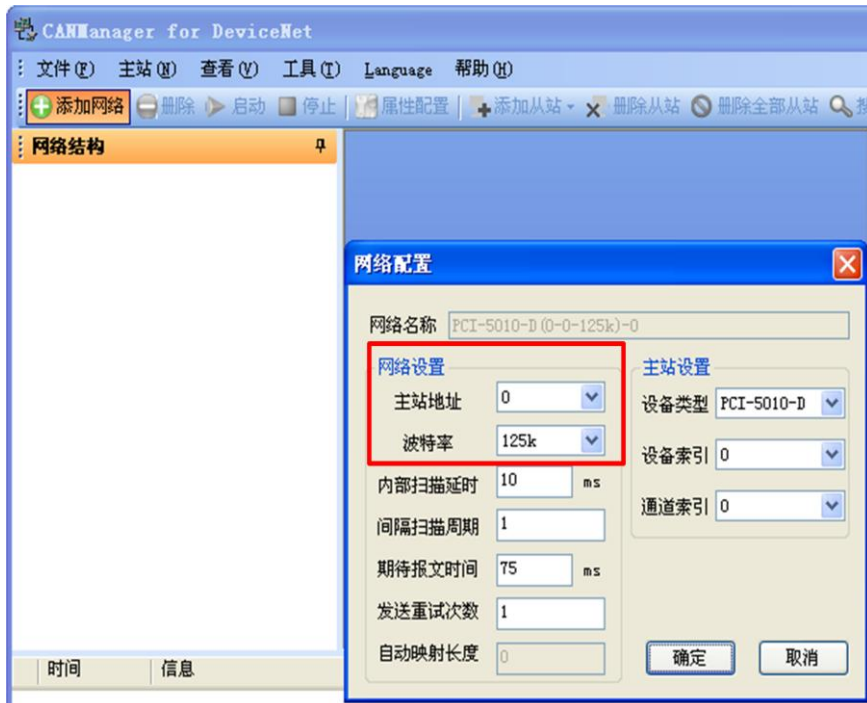 CANManager for DeviceNet
文件(F) 主站(N) 查看(V) 工具(T) Language 帮助(H)
添加网络 删除 启动 停止 属性配置 添加从站 删除从站 删除全部从站
网络结构
网络配置
网络名称 PCI-5010-D(0-0-125k)-0
网络设置 主站设置
主站地址 0 设备类型 PCI-5010-D
波特率 125k 设备索引 0
内部扫描延时 10 ms 通道索引 0
间隔扫描周期 1
期待报文时间 75 ms
发送重试次数 1
自动映射长度 0
确定 取消
时间 信息